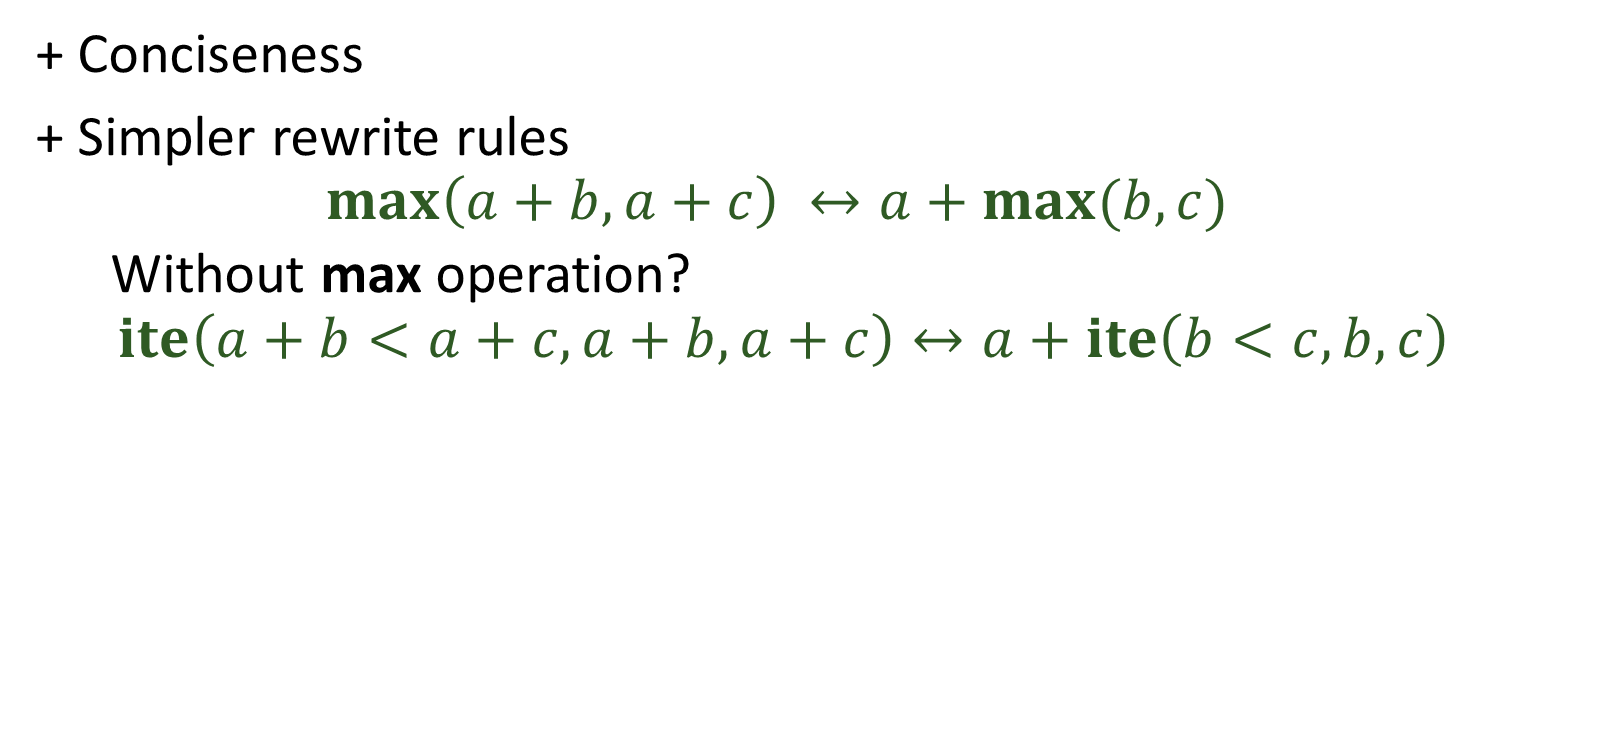 + Conciseness
+ Simpler rewrite rules
max(a + b, a + c) ↔ a + max(b, c)
Without max operation?
ite(a + b < a + c, a + b, a + c) ↔ a + ite(b < c, b, c)